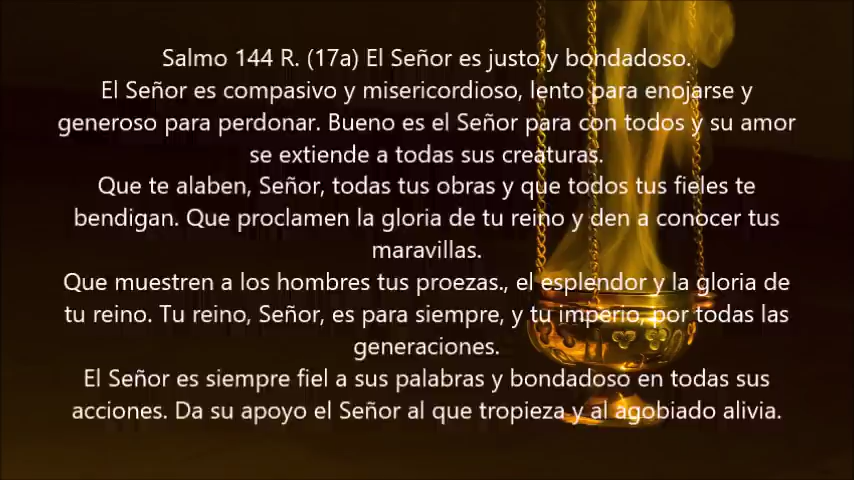 Salmo 144 R. (17a) El Señor es justo y bondadoso.
El Señor es compasivo y misericordioso, lento para enojarse y
generoso para perdonar. Bueno es el Señor para con todos y su amor
se extiende a todas sus creaturas.
Que te alaben, Señor, todas tus obras y que todos tus fieles te
bendigan. Que proclamen la gloria de tu reino y den a conocer tus
maravillas.
Que muestren a los hombres tus proezas., el esplendor y la gloria de
tu reino. Tu reino, Señor, es para siempre, y tu imperio, por todas las
generaciones.
El Señor es siempre fiel a sus palabras y bondadoso en todas sus
acciones. Da su apoyo el Señor al que tropieza y al agobiado alivia.